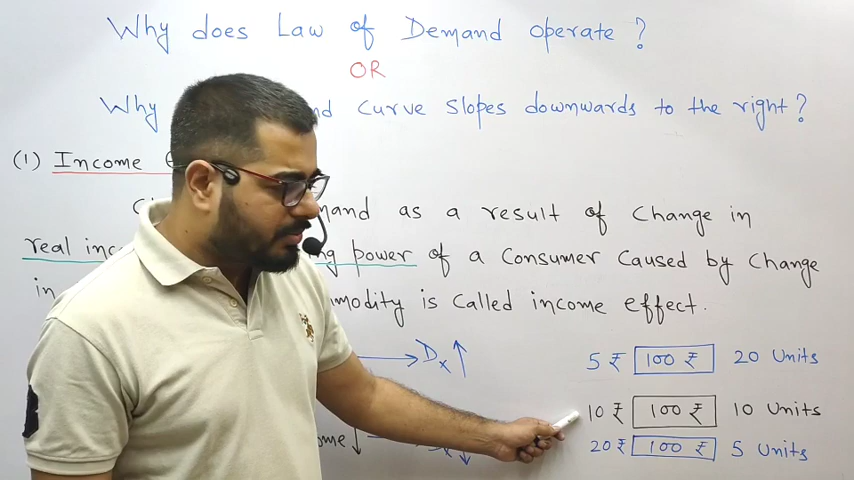 Why does Law of Demand operate ?
OR
Why nd Curve Slopes downwards to the right ?
(1) Income
mand as a result of Change in
real inc ng power of a Consumer Caused by Change
in modity is called income effect.
Dx ↑
5 ₹ 100 ₹ 20 Units
10 ₹ 100 ₹ 10 Units
ome ↓ 20 ₹ 100 ₹ 5 Units